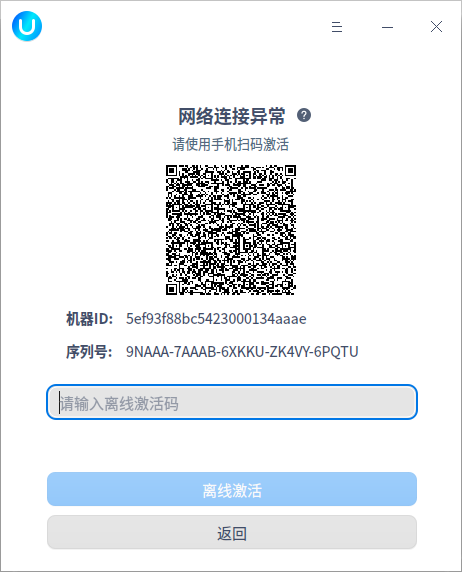 网络连接异常 ?
请使用手机扫码激活
机器ID: 5ef93f88bc5423000134aaae
序列号: 9NAAA-7AAAB-6XKKU-ZK4VY-6PQTU
请输入离线激活码
离线激活
返回